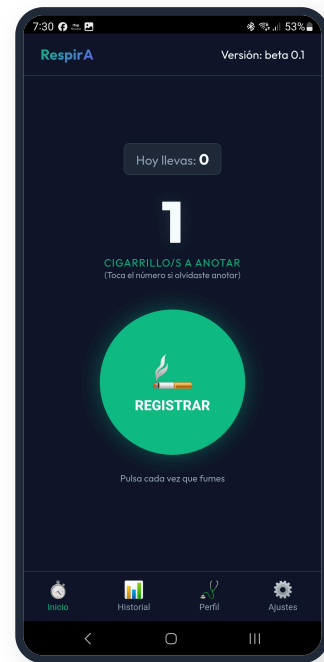 7:30 53%
RespirA Versión: beta 0.1
Hoy llevas: 0
1
CIGARRILLO/S A ANOTAR
(Toca el número si olvidaste anotar)
REGISTRAR
Pulsa cada vez que fumes
Inicio Historial Perfil Ajustes